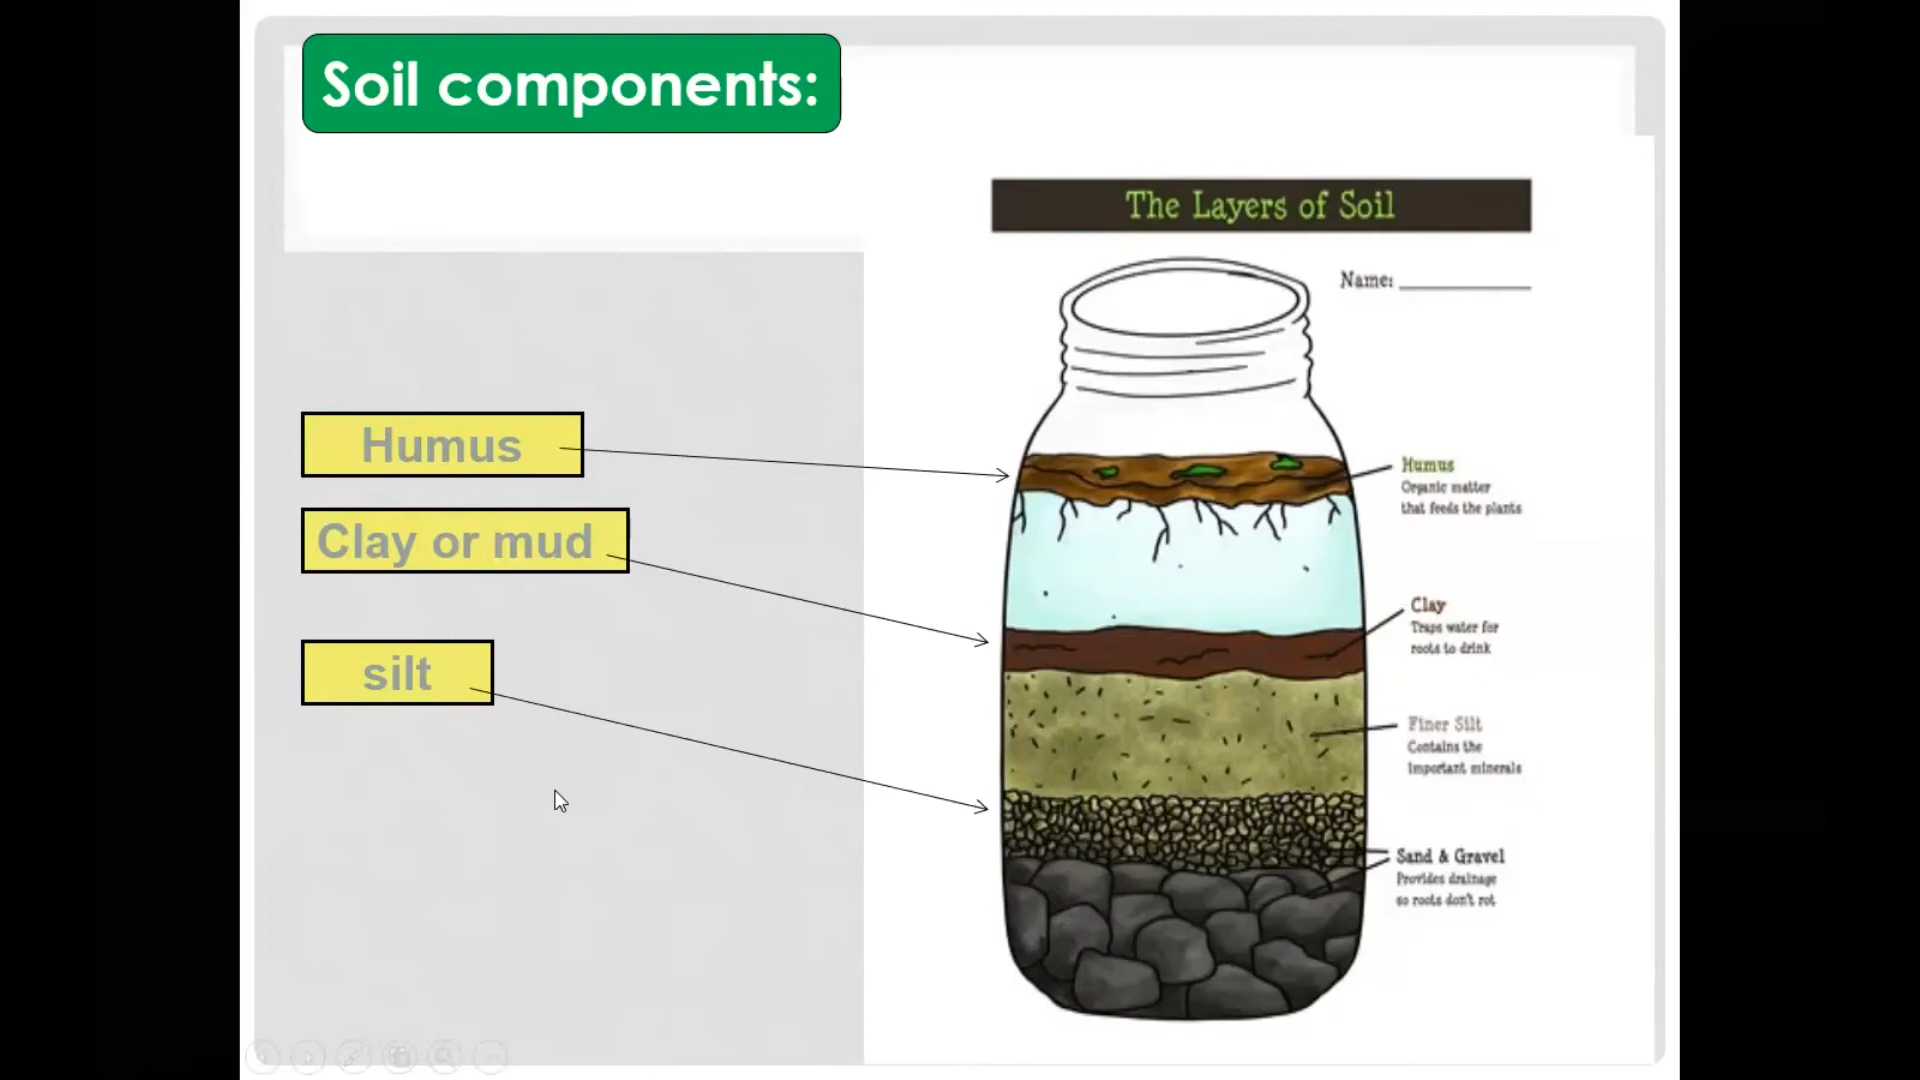 Soil components:
The Layers of Soil
Name:
Humus
Clay or mud
silt
Humus
Organic matter
that feeds the plants
Clay
Traps water for
roots to drink
Finer Silt
Contains the
important minerals
Sand & Gravel
Provides drainage
so roots don't rot